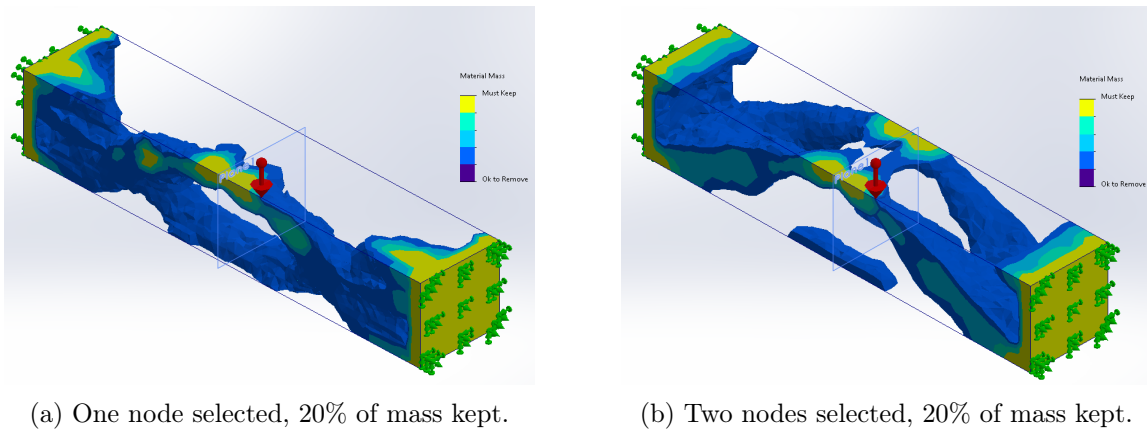 Material Mass
Must Keep
Ok to Remove
Material Mass
Must Keep
Ok to Remove
(a) One node selected, 20% of mass kept.
(b) Two nodes selected, 20% of mass kept.